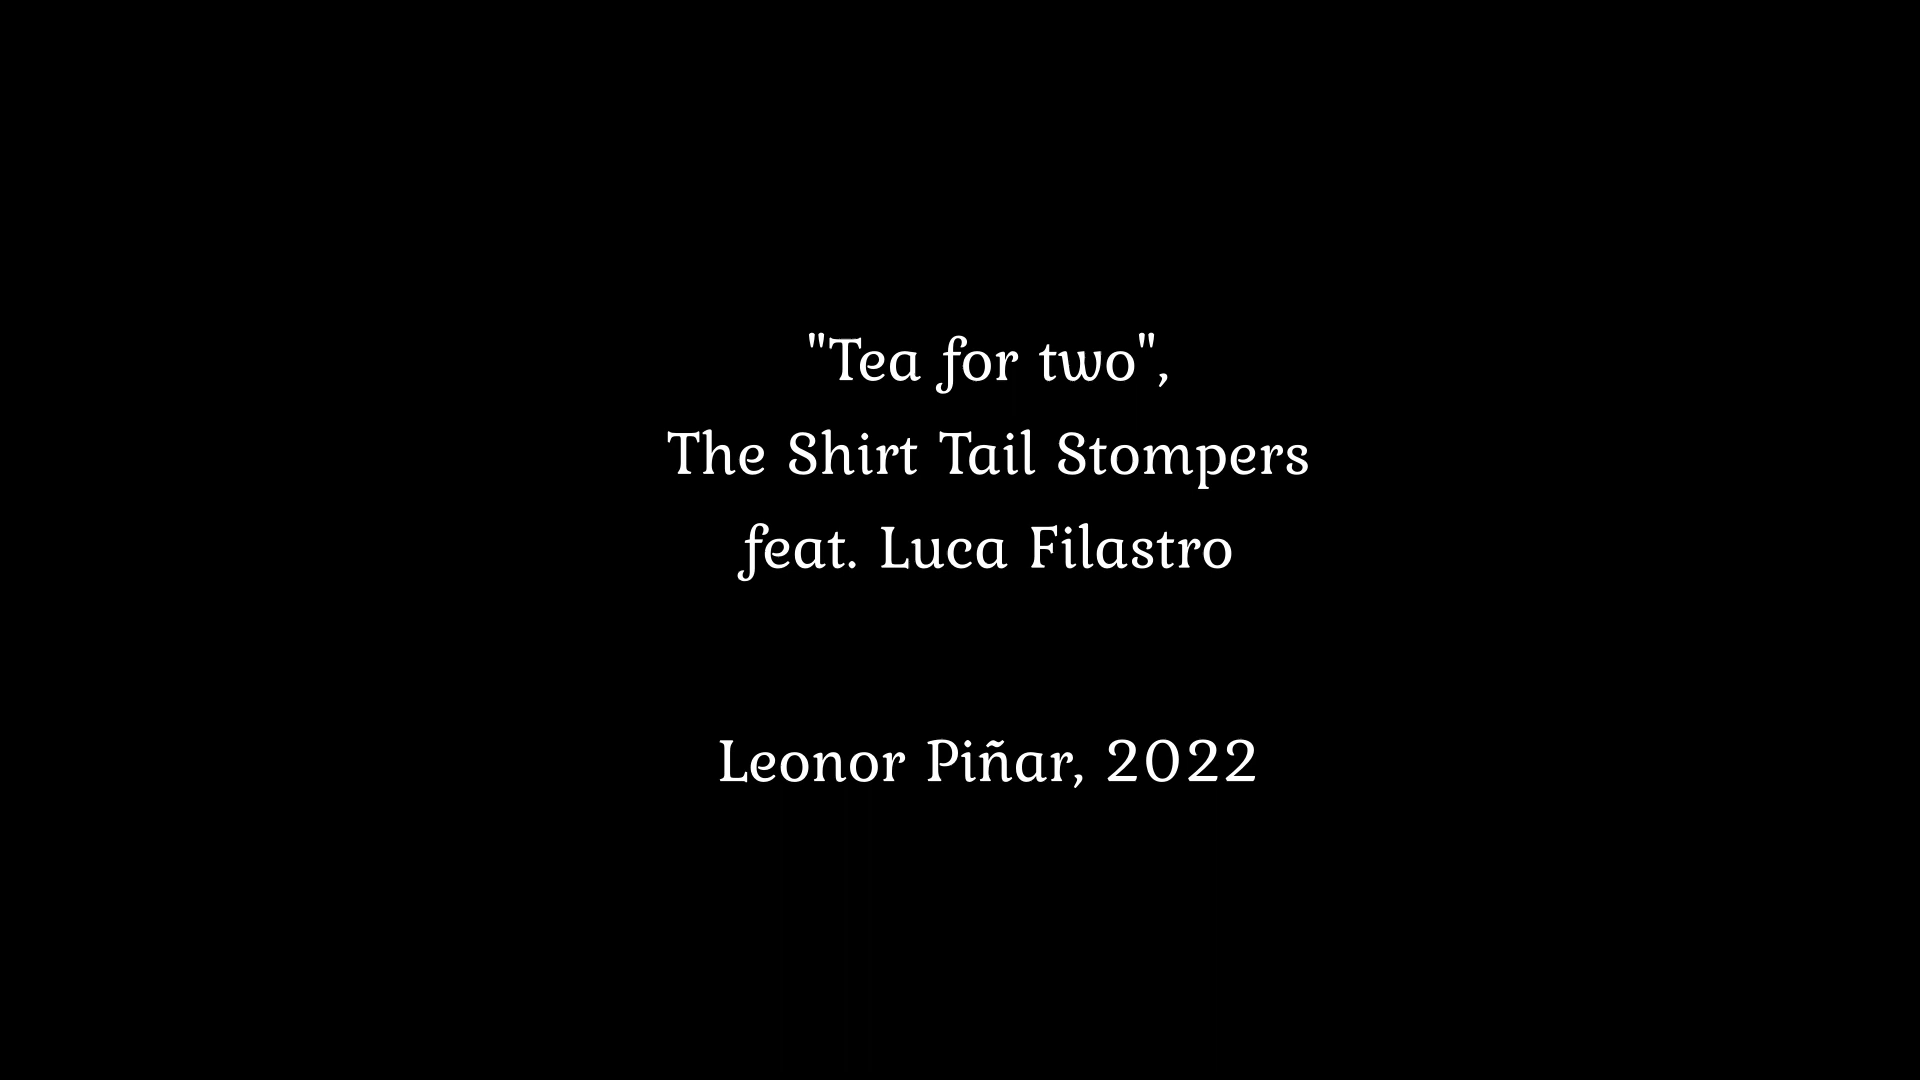 "Tea for two",
The Shirt Tail Stompers
feat. Luca Filastro
Leonor Piñar, 2022